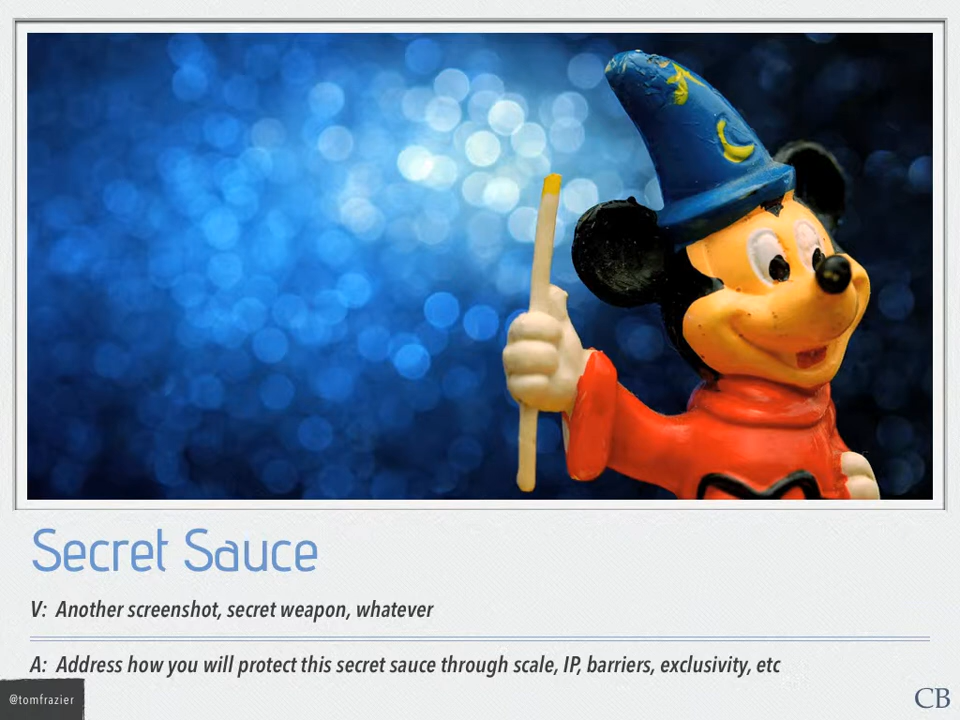 Secret Sauce
V: Another screenshot, secret weapon, whatever
A: Address how you will protect this secret sauce through scale, IP, barriers, exclusivity, etc
@tomfrazier
CB